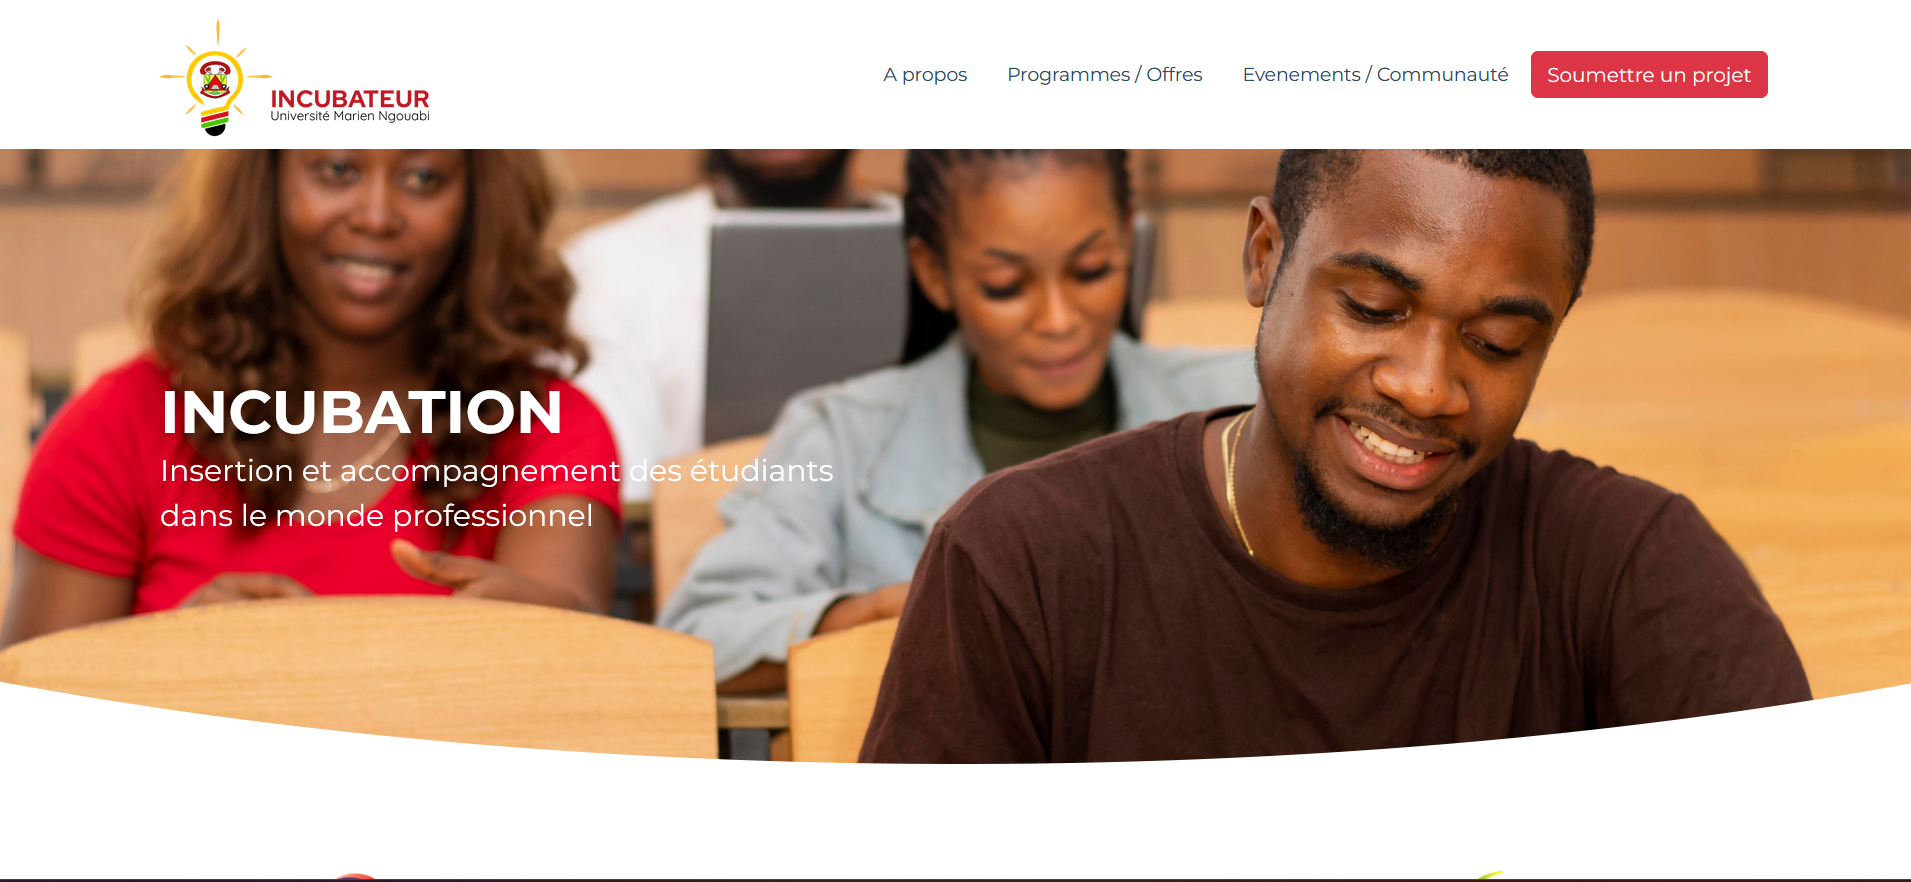 INCUBATEUR
Université Marien Ngouabi
A propos
Programmes / Offres
Evenements / Communauté
Soumettre un projet
INCUBATION
Insertion et accompagnement des étudiants
dans le monde professionnel